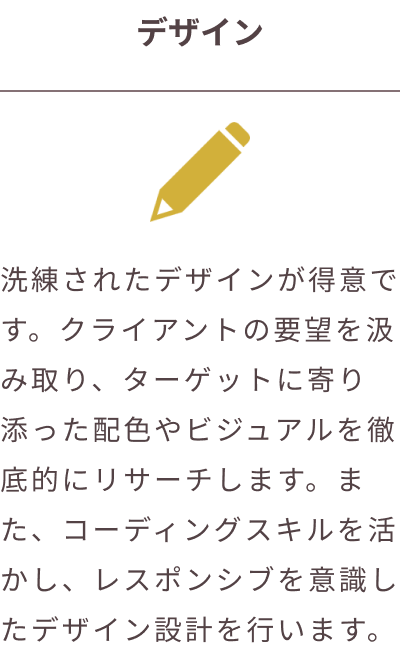 デザイン
洗練されたデザインが得意で
す。クライアントの要望を汲
み取り、ターゲットに寄り
添った配色やビジュアルを徹
底的にリサーチします。ま
た、コーディングスキルを活
かし、レスポンシブを意識し
たデザイン設計を行います。